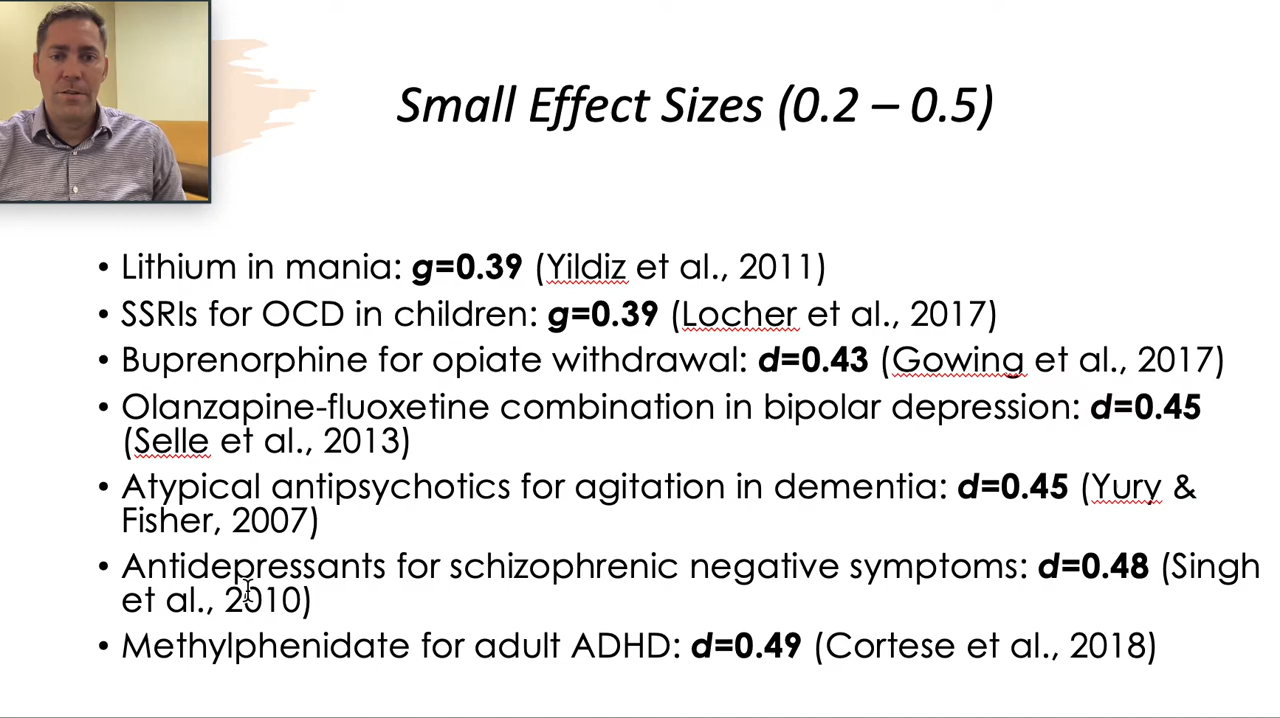 Small Effect Sizes (0.2 – 0.5)
• Lithium in mania: g=0.39 (Yildiz et al., 2011)
• SSRIs for OCD in children: g=0.39 (Locher et al., 2017)
• Buprenorphine for opiate withdrawal: d=0.43 (Gowing et al., 2017)
• Olanzapine-fluoxetine combination in bipolar depression: d=0.45
(Selle et al., 2013)
• Atypical antipsychotics for agitation in dementia: d=0.45 (Yury &
Fisher, 2007)
• Antidepressants for schizophrenic negative symptoms: d=0.48 (Singh
et al., 2010)
• Methylphenidate for adult ADHD: d=0.49 (Cortese et al., 2018)